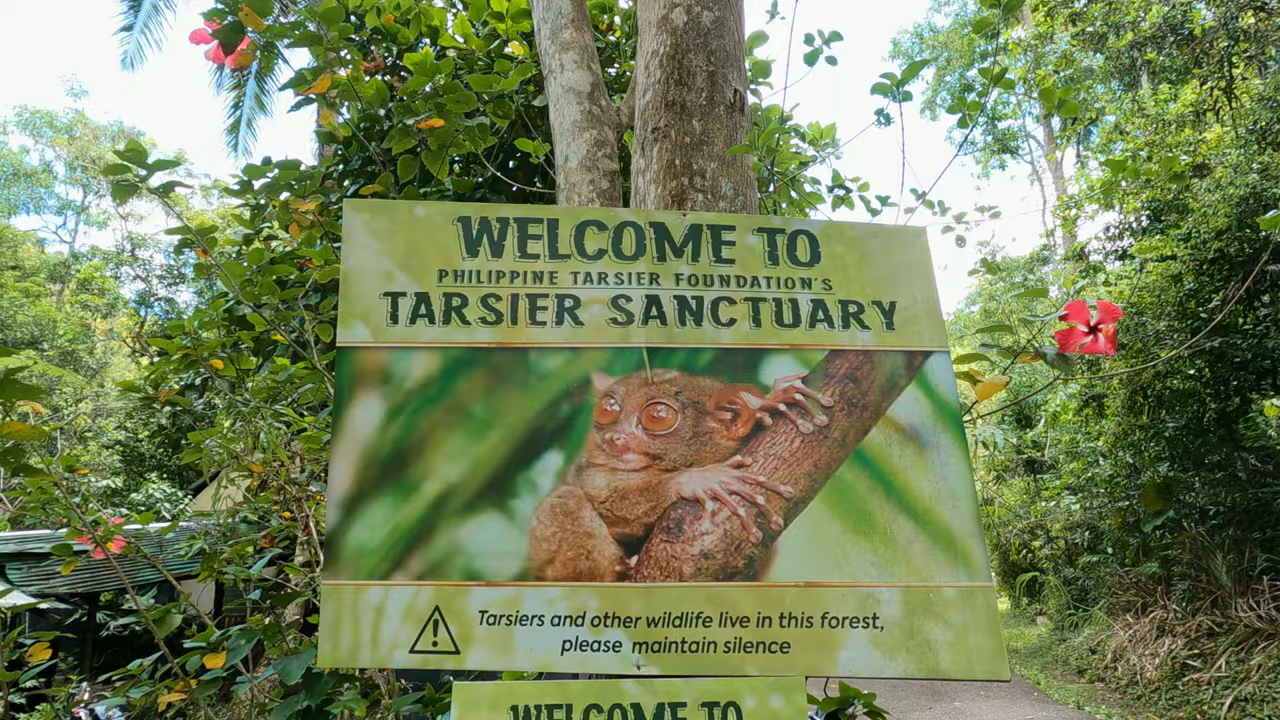 WELCOME TO
PHILIPPINE TARSIER FOUNDATION'S
TARSIER SANCTUARY
Tarsiers and other wildlife live in this forest,
please maintain silence
WELCOME TO